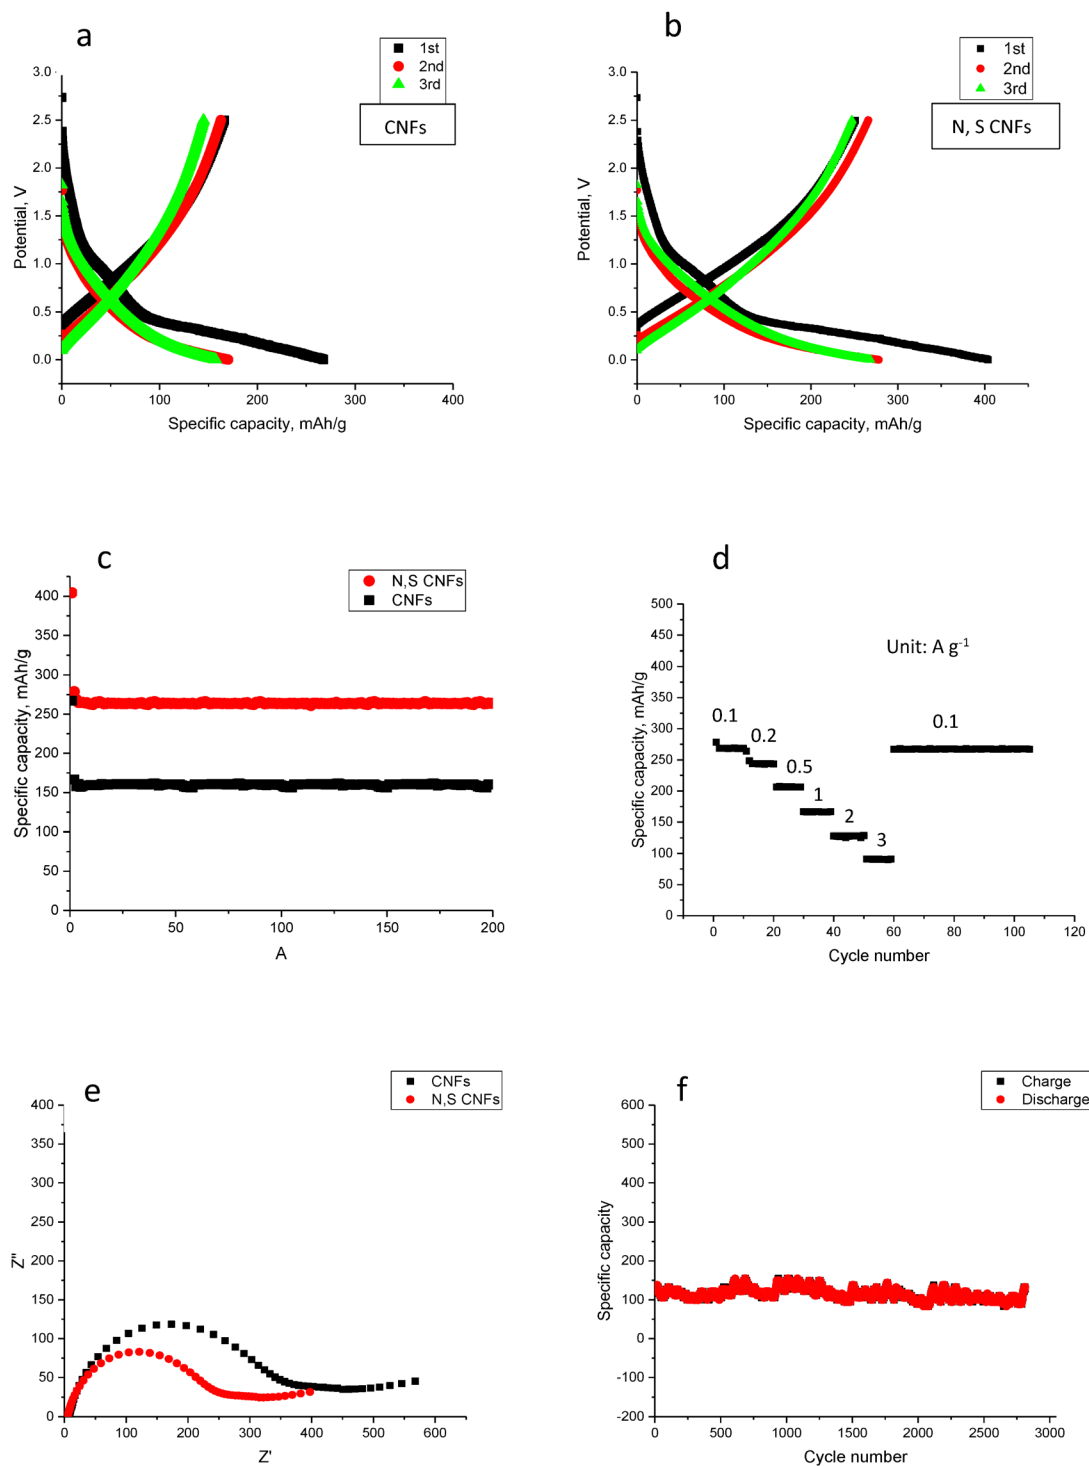 a
1st
2nd
3rd
CNFs
3.0
2.5
2.0
1.5
1.0
0.5
0.0
Potential, V
0 100 200 300 400
Specific capacity, mAh/g
b
1st
2nd
3rd
N, S CNFs
3.0
2.5
2.0
1.5
1.0
0.5
0.0
Potential, V
0 100 200 300 400
Specific capacity, mAh/g
c
N,S CNFs
CNFs
400
350
300
250
200
150
100
50
0
Specific capacity, mAh/g
0 50 100 150 200
A
d
Unit: A g-1
500
450
400
350
300
250
200
150
100
50
0
Specific capacity, mAh/g
0.1
0.2
0.5
1
2
3
0.1
0 20 40 60 80 100 120
Cycle number
e
CNFs
N,S CNFs
400
350
300
250
200
150
100
50
0
Z"
0 100 200 300 400 500 600
Z'
f
Charge
Discharge
600
500
400
300
200
100
0
-100
-200
Specific capacity
0 500 1000 1500 2000 2500 3000
Cycle number